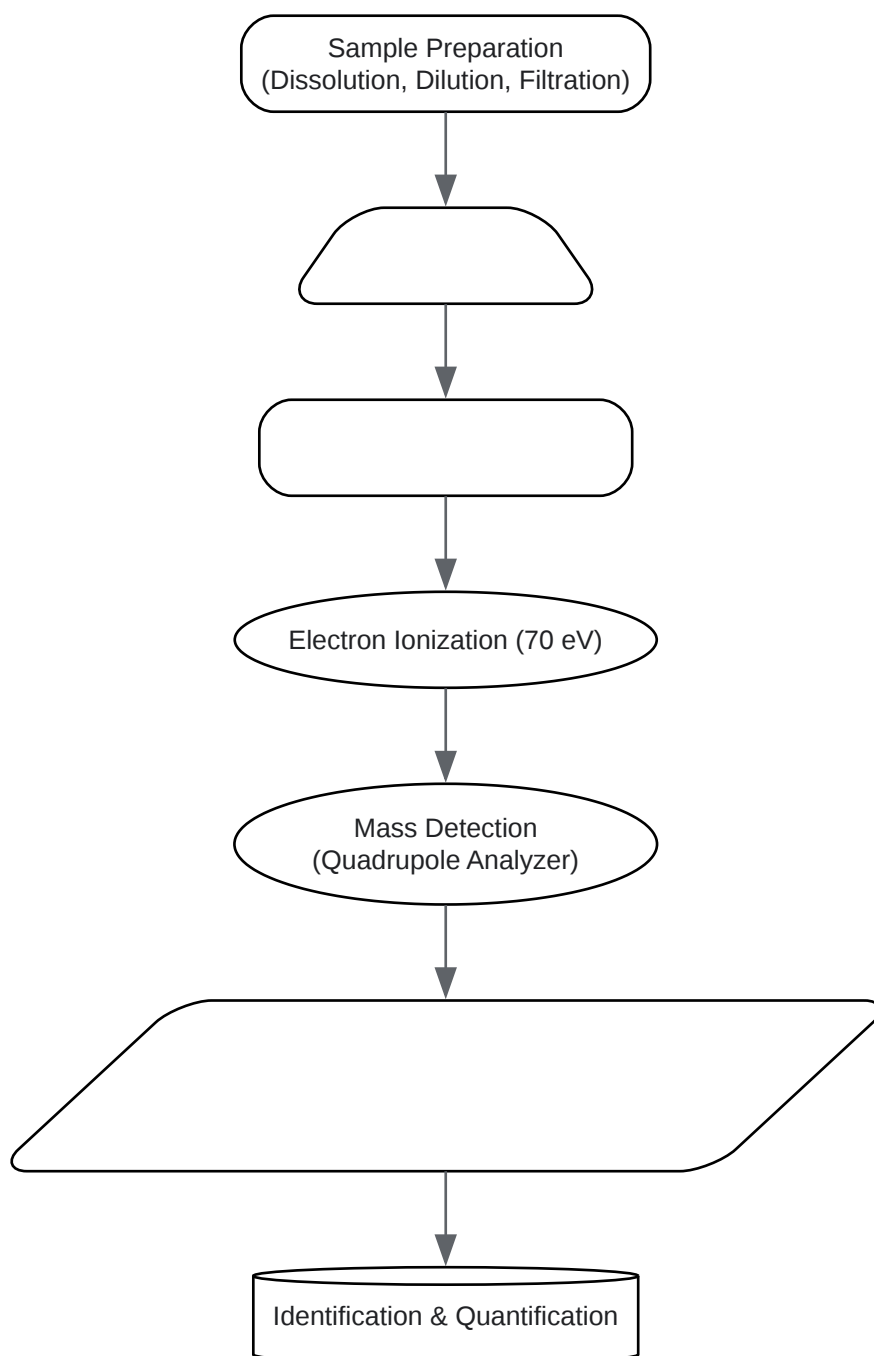 Sample Preparation
(Dissolution, Dilution, Filtration)
Electron Ionization (70 eV)
Mass Detection
(Quadrupole Analyzer)
Identification & Quantification